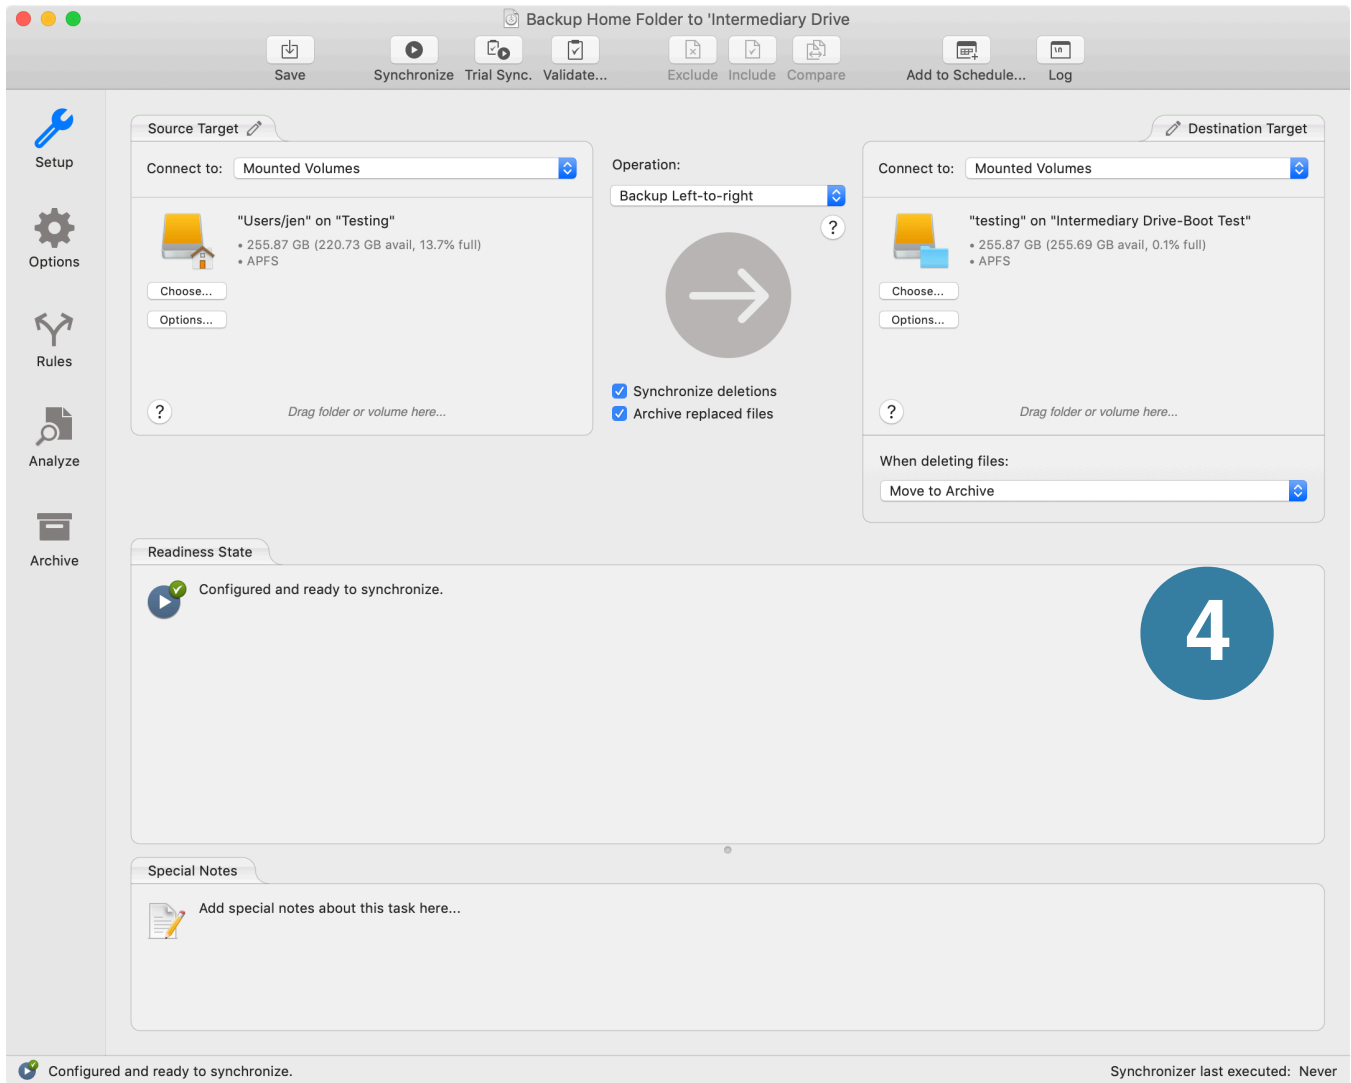 Backup Home Folder to 'Intermediary Drive
Save
Synchronize
Trial Sync.
Validate...
Exclude
Include
Compare
Add to Schedule...
Log
Setup
Options
Rules
Analyze
Archive
Source Target
Connect to: Mounted Volumes
"Users/jen" on "Testing"
• 255.87 GB (220.73 GB avail, 13.7% full)
• APFS
Choose...
Options...
? Drag folder or volume here...
Operation:
Backup Left-to-right
?
Synchronize deletions
Archive replaced files
Destination Target
Connect to: Mounted Volumes
"testing" on "Intermediary Drive-Boot Test"
• 255.87 GB (255.69 GB avail, 0.1% full)
• APFS
Choose...
Options...
? Drag folder or volume here...
When deleting files:
Move to Archive
Readiness State
Configured and ready to synchronize.
4
Special Notes
Add special notes about this task here...
Configured and ready to synchronize.
Synchronizer last executed: Never